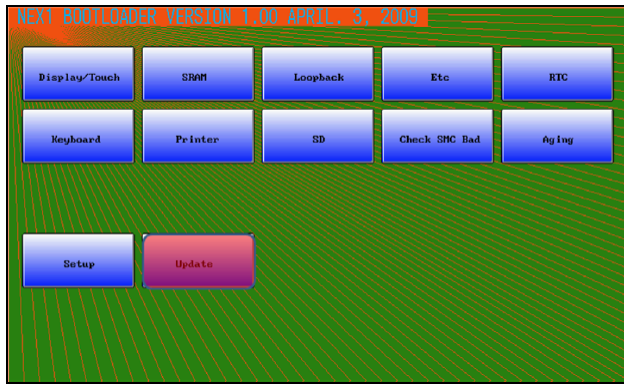 NEXT BOOTLOADER VERSION 1.00 APRIL. 3, 2009
Display/Touch SRAM Loopback Etc RTC
Keyboard Printer SD Check SMC Bad Aging
Setup Update